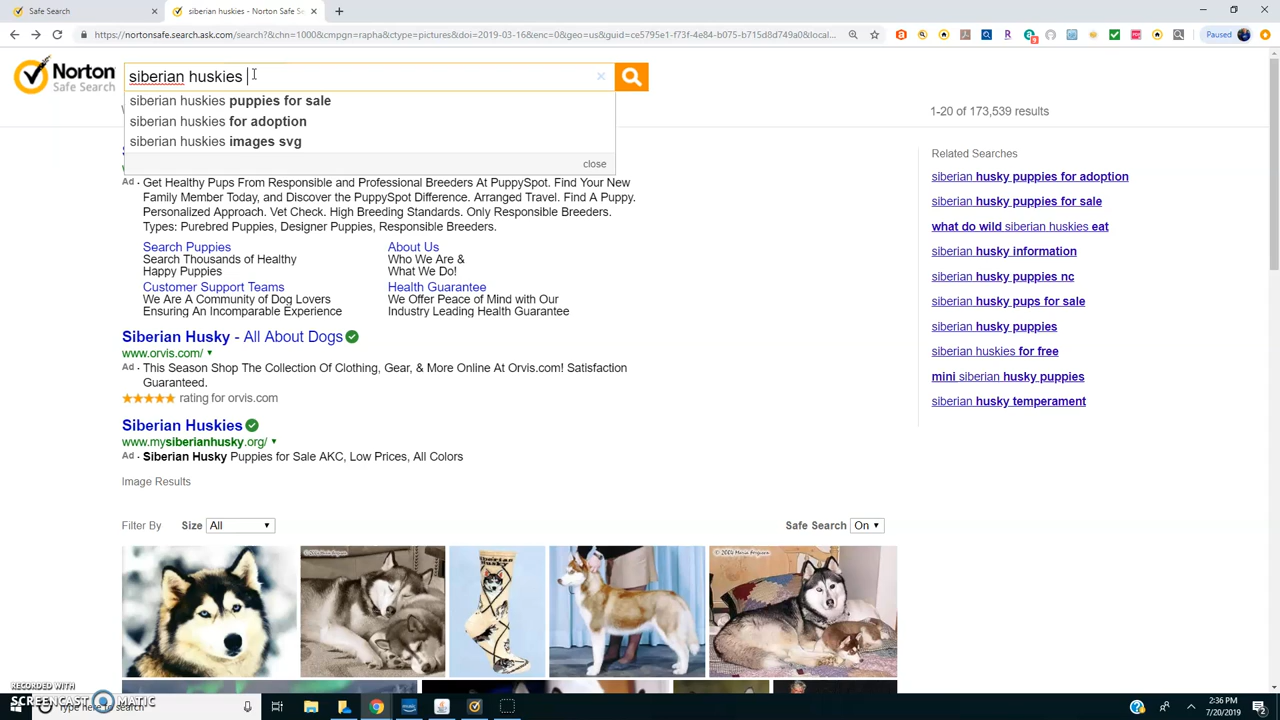 Safe Search ×
siberian huskies - Norton Safe Se ×
https://nortonsafe.search.ask.com/search?&chn=1000&cmpgn=rapha&ctype=pictures&doi=2019-03-16&enc=0&geo=us&guid=ce5795e1-f73f-4e84-b075-b715d8d749a0&local...
Paused
Norton
Safe Search
siberian huskies
siberian huskies puppies for sale
siberian huskies for adoption
siberian huskies images svg
close
1-20 of 173,539 results
Ad · Get Healthy Pups From Responsible and Professional Breeders At PuppySpot. Find Your New
Family Member Today, and Discover the PuppySpot Difference. Arranged Travel. Find A Puppy.
Personalized Approach. Vet Check. High Breeding Standards. Only Responsible Breeders.
Types: Purebred Puppies, Designer Puppies, Responsible Breeders.
Search Puppies
Search Thousands of Healthy
Happy Puppies
About Us
Who We Are &
What We Do!
Customer Support Teams
We Are A Community of Dog Lovers
Ensuring An Incomparable Experience
Health Guarantee
We Offer Peace of Mind with Our
Industry Leading Health Guarantee
Siberian Husky - All About Dogs
www.orvis.com/
Ad · This Season Shop The Collection Of Clothing, Gear, & More Online At Orvis.com! Satisfaction
Guaranteed.
rating for orvis.com
Siberian Huskies
www.mysiberianhusky.org/
Ad · Siberian Husky Puppies for Sale AKC, Low Prices, All Colors
Image Results
Filter By Size All
Safe Search On
Related Searches
siberian husky puppies for adoption
siberian husky puppies for sale
what do wild siberian huskies eat
siberian husky information
siberian husky puppies nc
siberian husky pups for sale
siberian husky puppies
siberian huskies for free
mini siberian husky puppies
siberian husky temperament
RECORDED WITH
SCREENCAST MATIC
2:36 PM
7/20/2019